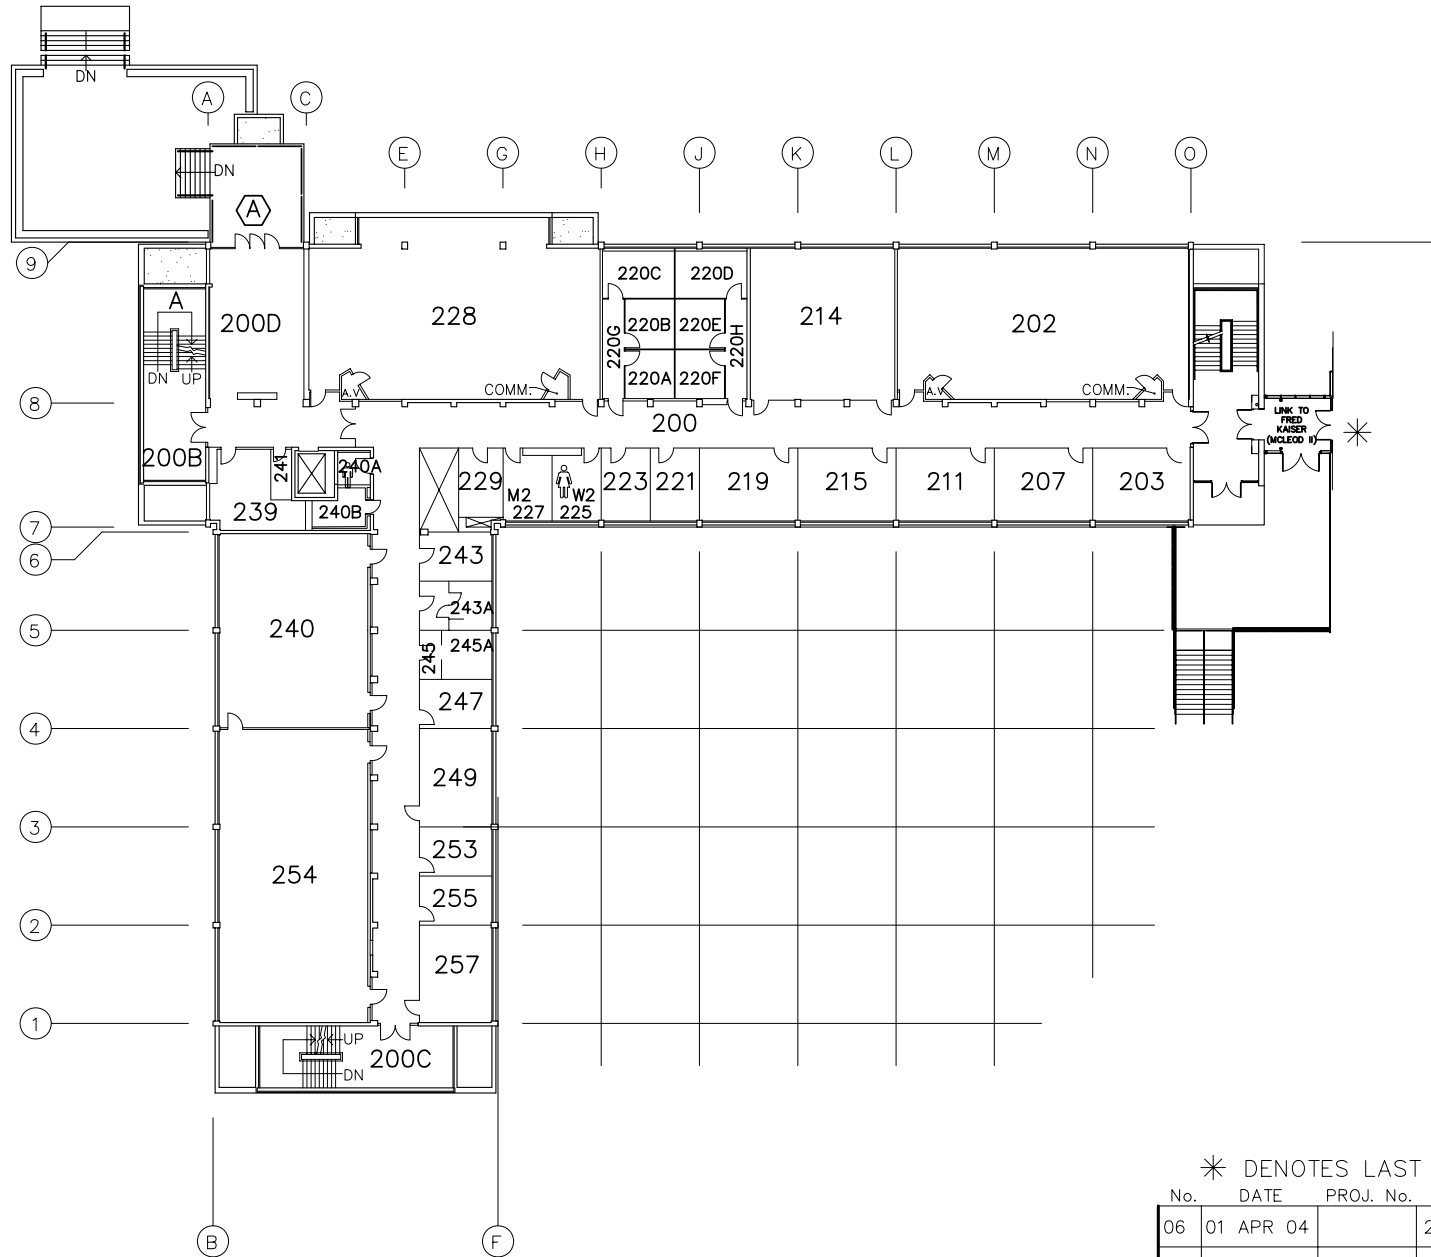 DN
A
C
DN
E
G
H
J
K
L
M
N
O
A
9
220C
220D
A
200D
228
220G
220B
220E
220H
214
202
DN
UP
220A
220F
A.V
COMM.
A.V
COMM.
8
200
LINK TO
FRED
KAISER
(MCLEOD II)
200B
241
240A
229
M2
227
W2
225
223
221
219
215
211
207
203
239
240B
7
6
243
243A
5
240
245
245A
247
4
249
3
253
254
255
2
257
1
UP
200C
DN
DENOTES LAST
No.
DATE
PROJ. No.
06
01 APR 04
2
B
F